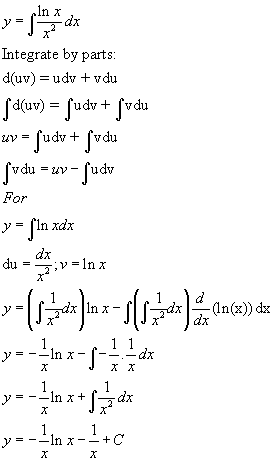 y = ∫ ln x / x² dx
Integrate by parts:
d(uv) = udv + vdu
∫d(uv) = ∫udv + ∫vdu
uv = ∫udv + ∫vdu
∫vdu = uv − ∫udv
For
y = ∫ln xdx
du = dx / x² ; v = ln x
y = (∫ 1/x² dx) ln x − ∫(∫ 1/x² dx) d/dx (ln(x)) dx
y = − 1/x ln x − ∫ − 1/x . 1/x dx
y = − 1/x ln x + ∫ 1/x² dx
y = − 1/x ln x − 1/x + C